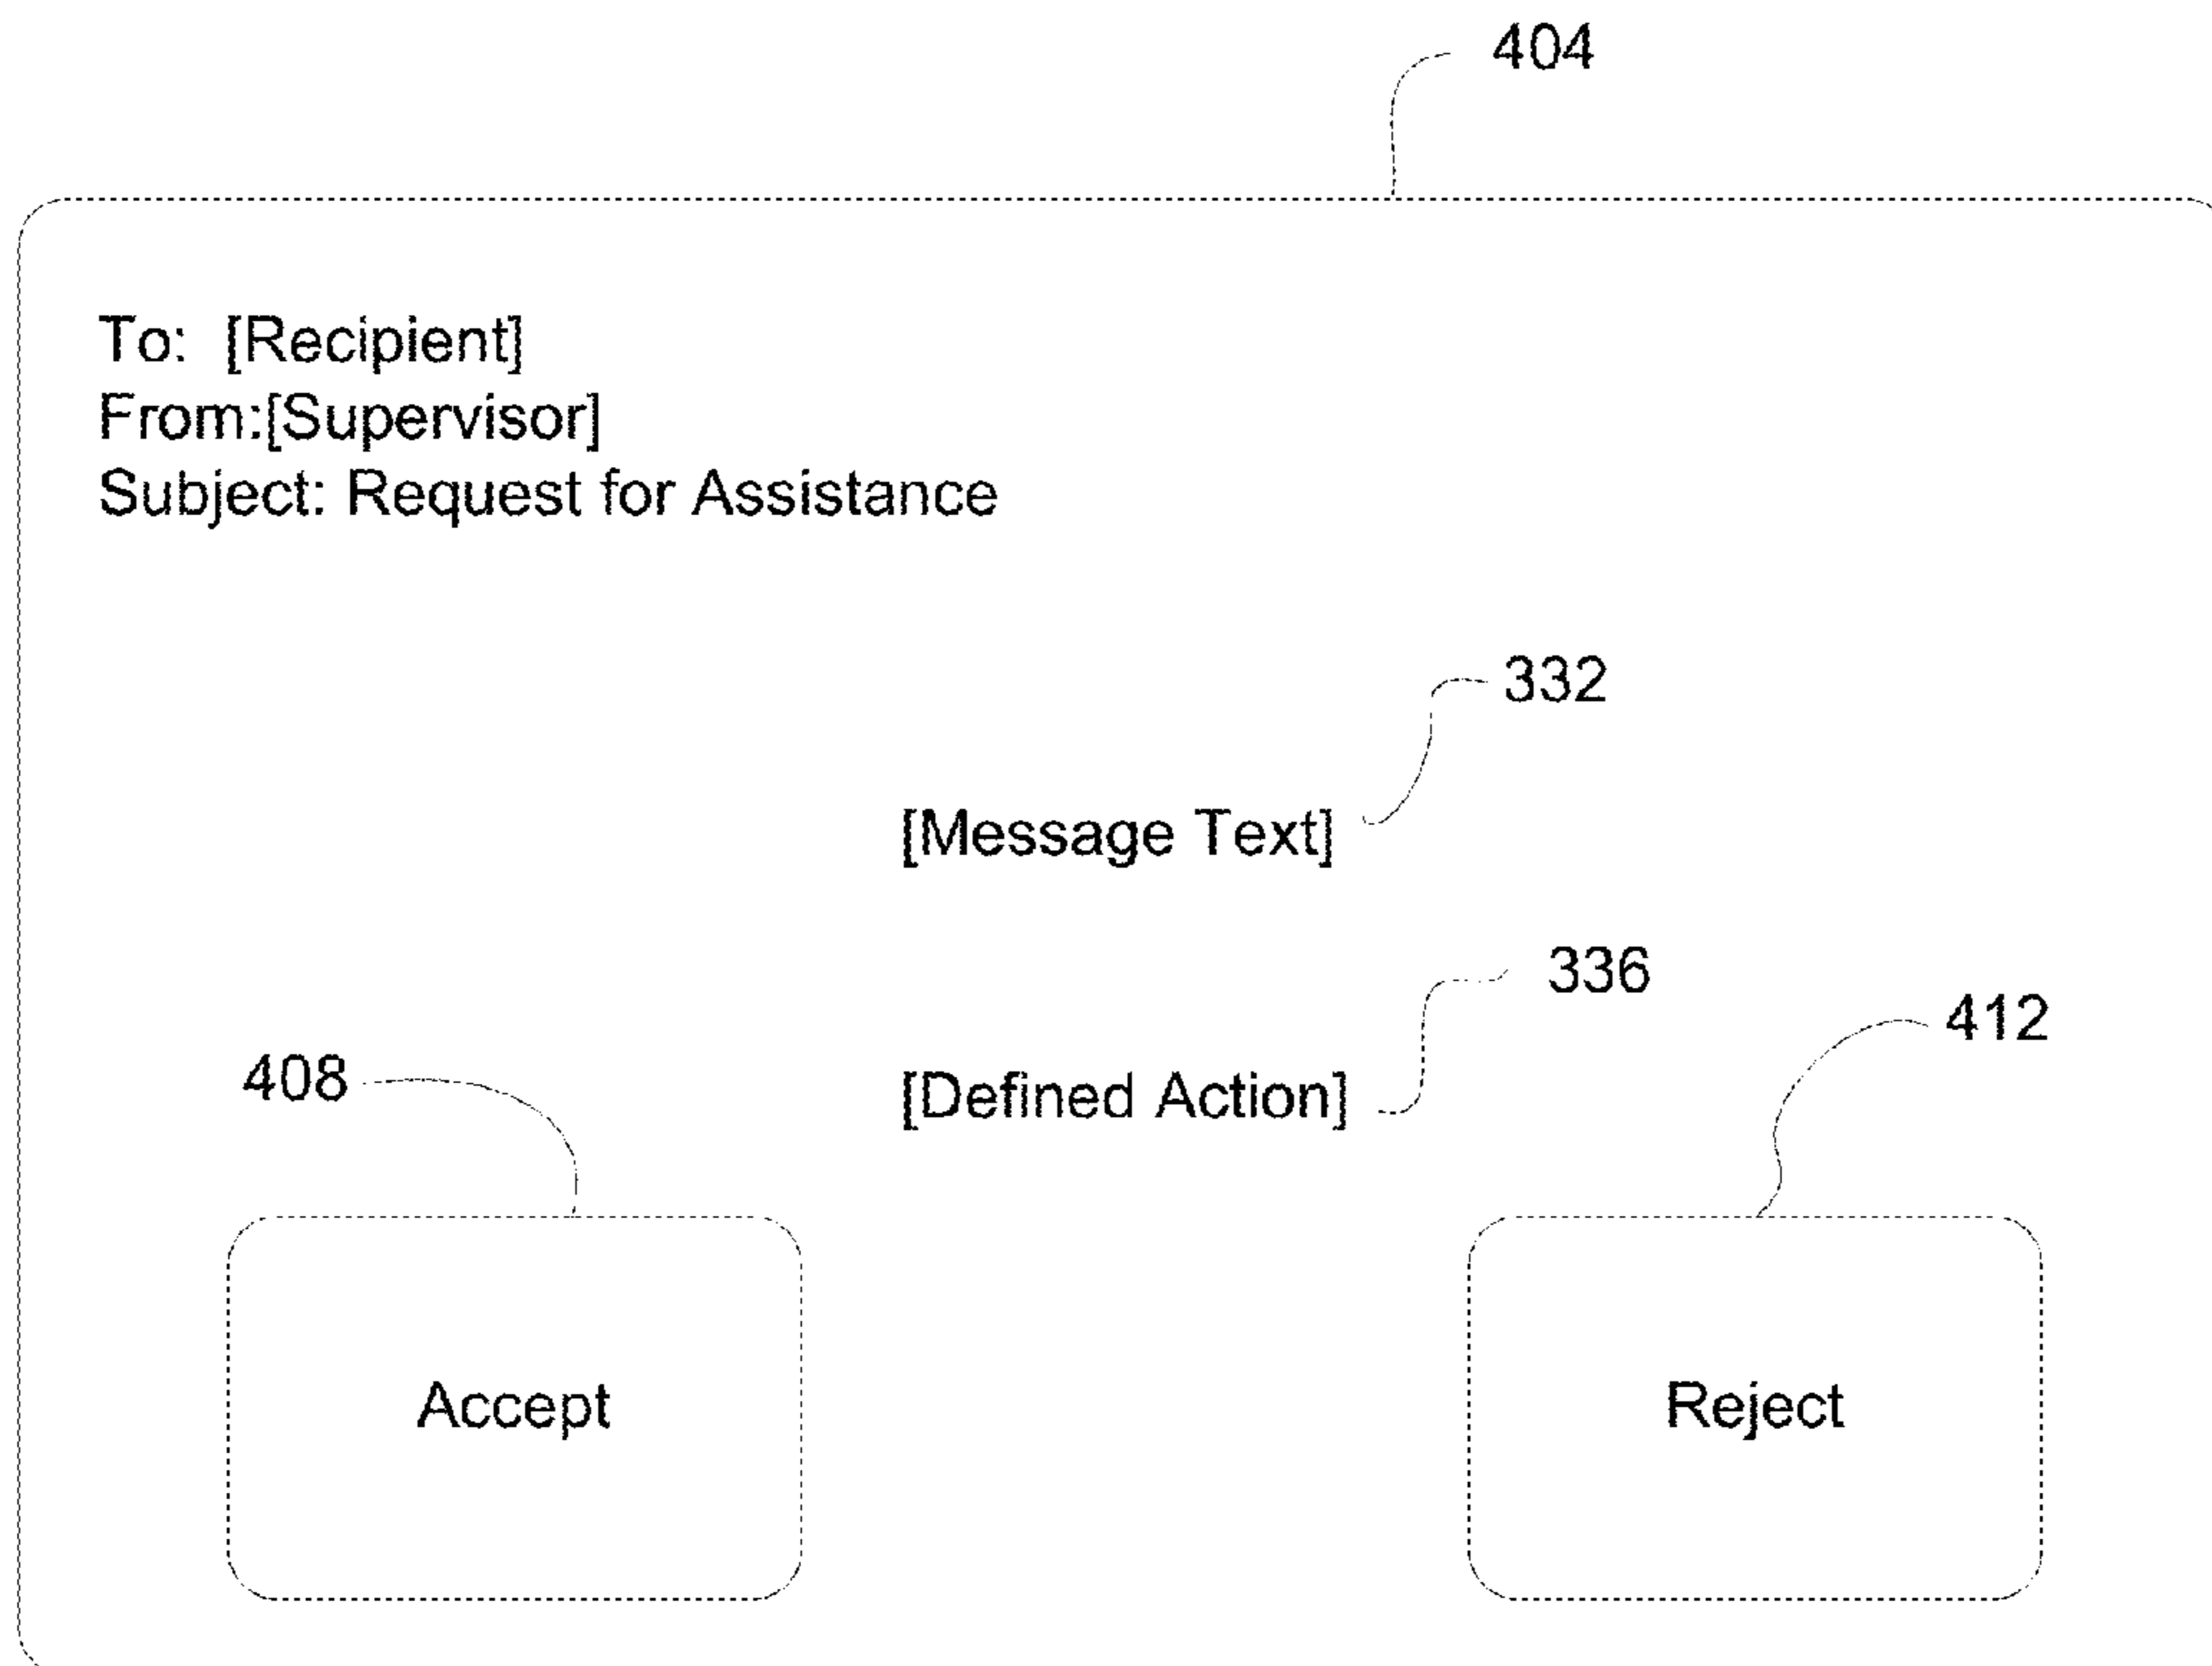 404
To: [Recipient]
From:[Supervisor]
Subject: Request for Assistance
332
[Message Text]
336
412
408
[Defined Action]
Accept
Reject